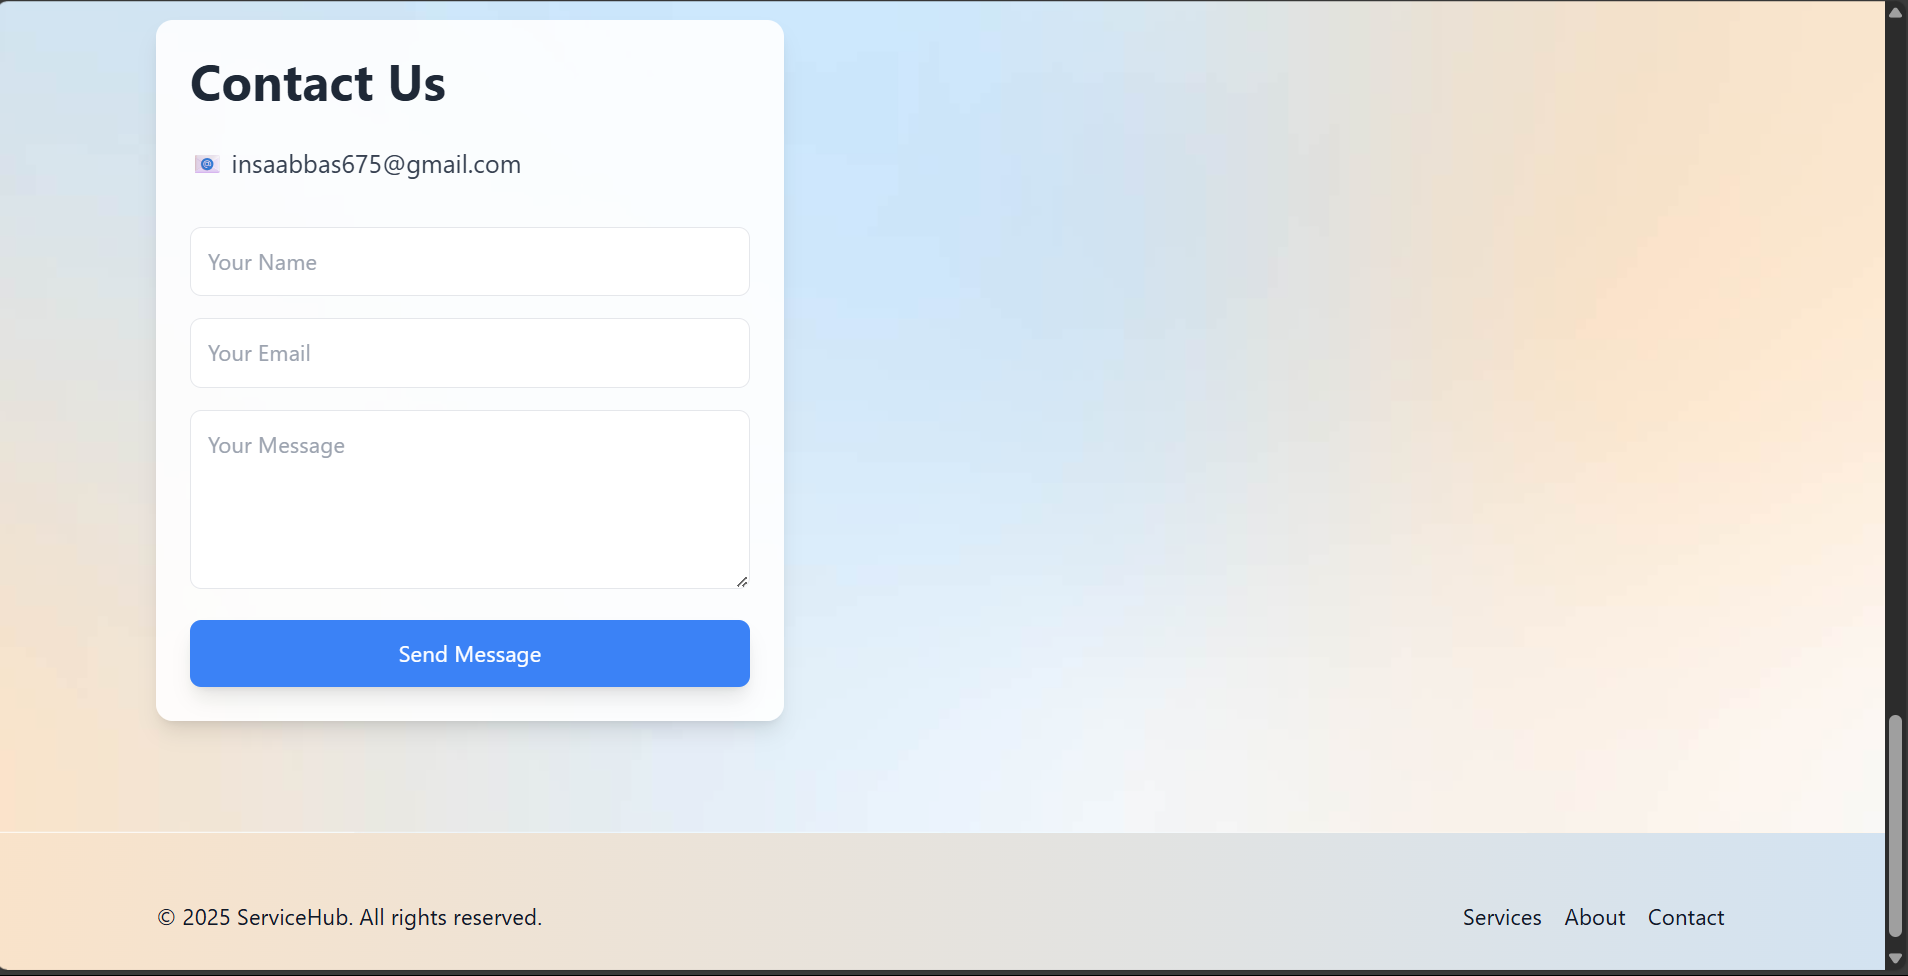 Contact Us
insaabbas675@gmail.com
Your Name
Your Email
Your Message
Send Message
© 2025 ServiceHub. All rights reserved.
Services About Contact